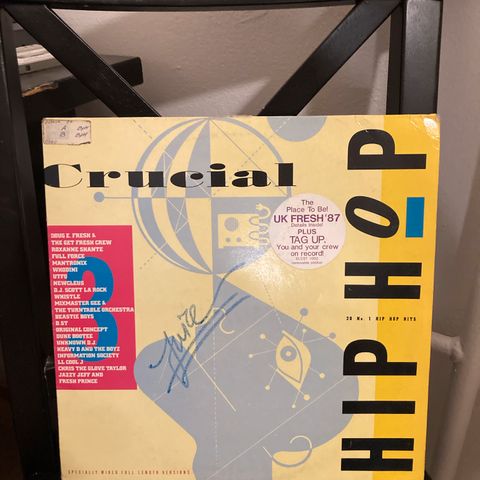 Crucial
HIP HOP
3
The
Place To Be!
UK FRESH '87
Details Inside!
PLUS
TAG UP.
You and your crew
on record!
20 No. 1 HIP HOP HITS
DOUG E. FRESH &
THE GET FRESH CREW
ROXANNE SHANTE
FULL FORCE
MANTRONIX
WHODINI
UTFO
NEWCLEUS
D.J. SCOTT LA ROCK
WHISTLE
MIXMASTER GEE &
THE TURNTABLE ORCHESTRA
BEASTIE BOYS
D.ST
ORIGINAL CONCEPT
DUKE BOOTEE
UNKNOWN D.J.
HEAVY D AND THE BOYZ
INFORMATION SOCIETY
LL COOL J
CHRIS THE GLOVE TAYLOR
JAZZY JEFF AND
FRESH PRINCE
SPECIALLY MIXED FULL LENGTH VERSIONS